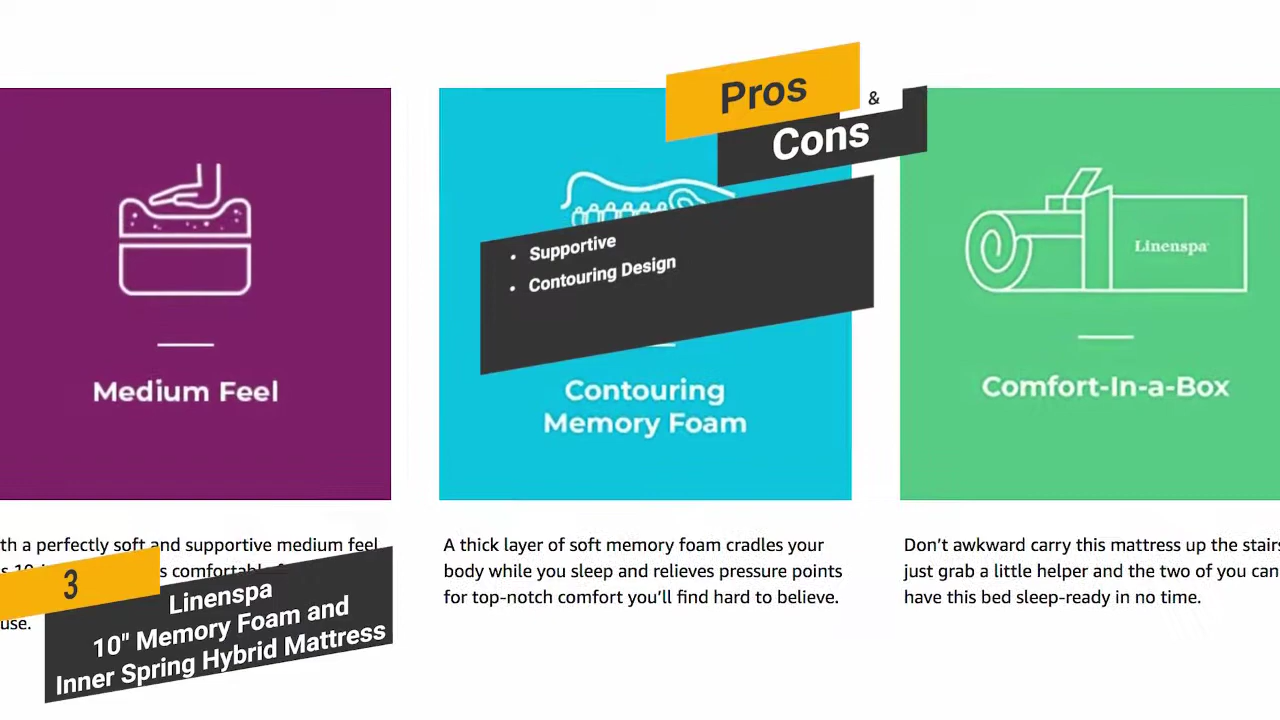 Pros
&
Cons
• Supportive
• Contouring Design
Linenspa
Medium Feel
Contouring
Memory Foam
Comfort-In-a-Box
th a perfectly soft and supportive medium feel
comfortable
use.
A thick layer of soft memory foam cradles your
body while you sleep and relieves pressure points
for top-notch comfort you'll find hard to believe.
Don't awkward carry this mattress up the stairs
just grab a little helper and the two of you can
have this bed sleep-ready in no time.
3
Linenspa
10" Memory Foam and
Inner Spring Hybrid Mattress